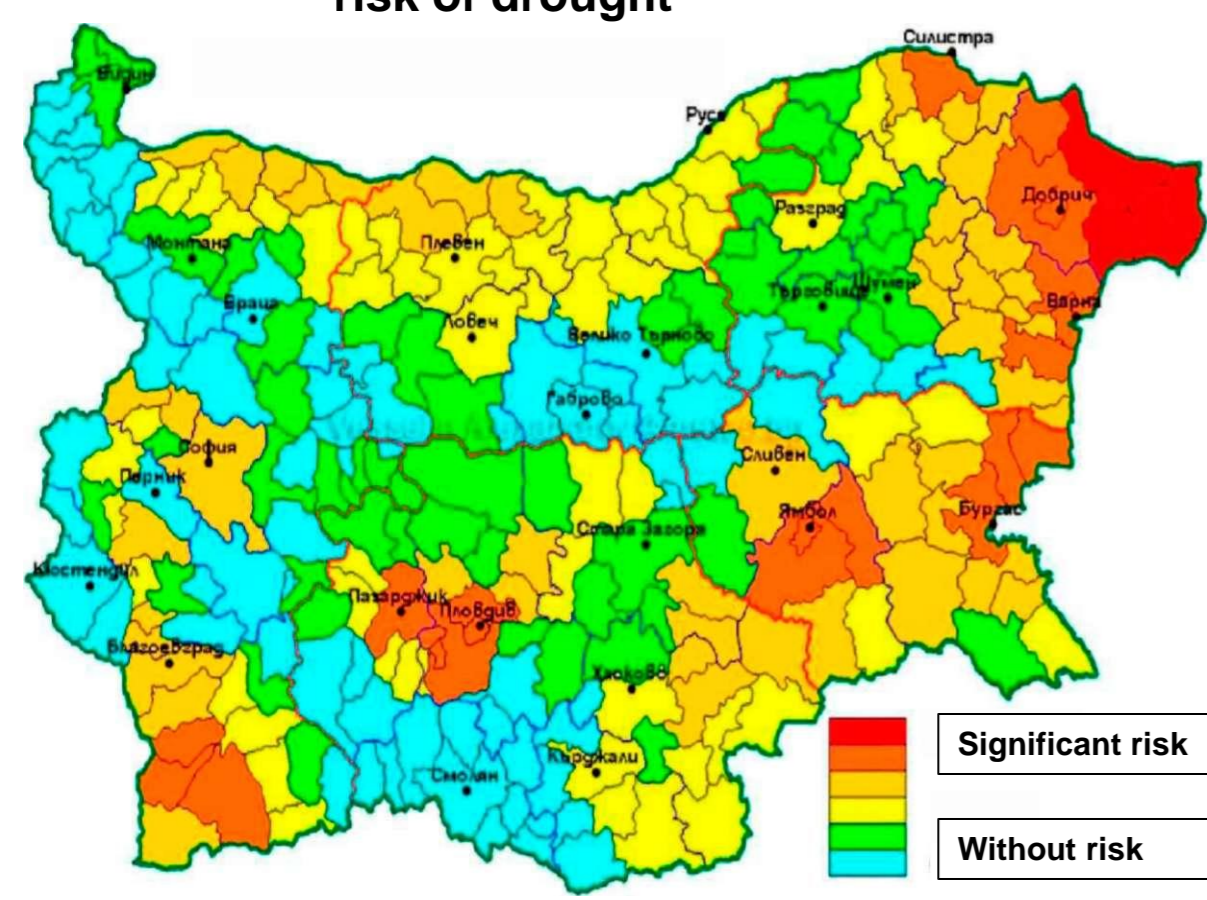 risk of drought
Силистра
Видин
Русе
Добрич
Разград
Монтана
Плевен
Търговище
Шумен
Враца
Варна
Ловеч
Велико Търново
Габрово
София
Сливен
Перник
Ямбол
Бургас
Стара Загора
Кюстендил
Пазарджик
Пловдив
Благоевград
Хасково
Significant risk
Кърджали
Смолян
Without risk